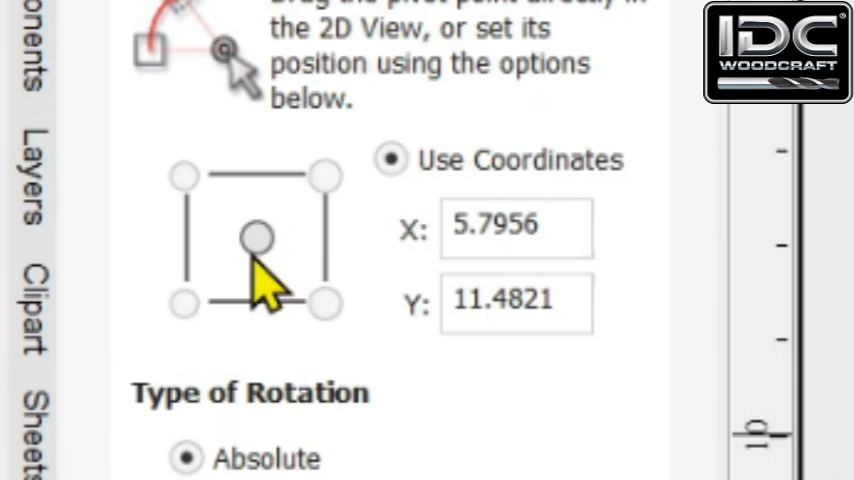 the 2D View, or set its
position using the options
below.
Use Coordinates
X: 5.7956
Y: 11.4821
Type of Rotation
Absolute
Layers
Clipart
Sheets
10
IDC
WOODCRAFT